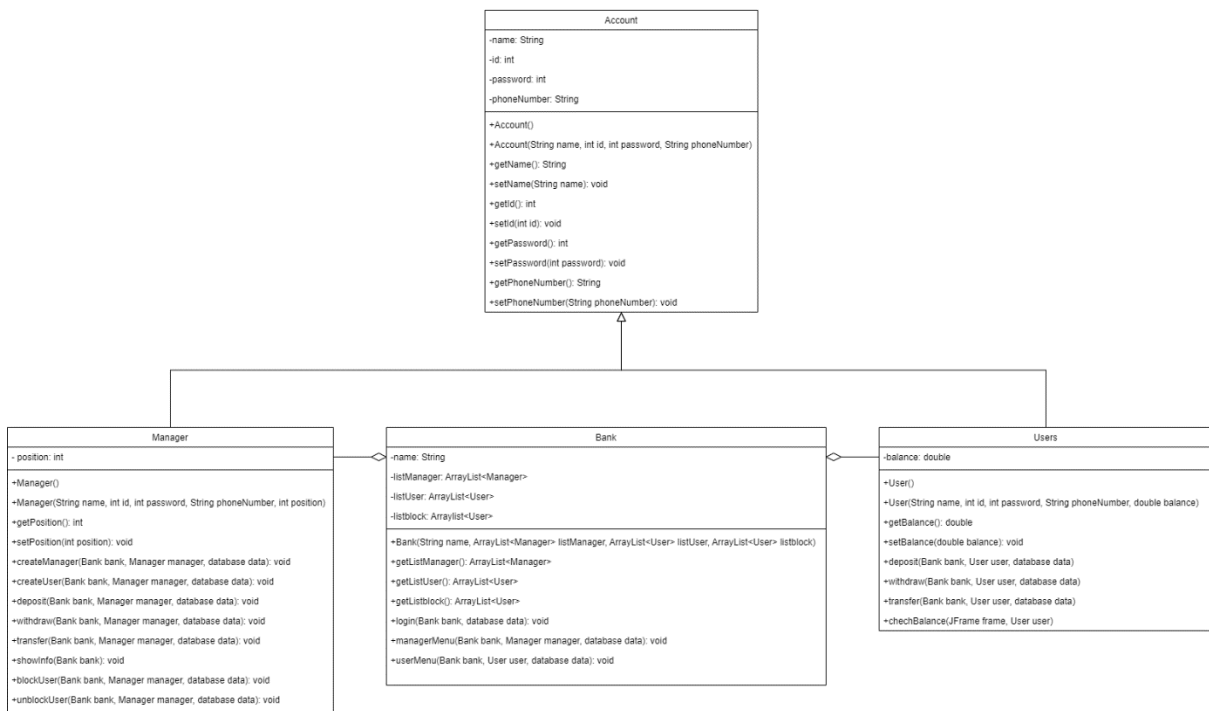 Account
-name: String
-id: int
-password: int
-phoneNumber: String
+Account()
+Account(String name, int id, int password, String phoneNumber)
+getName(): String
+setName(String name): void
+getId(): int
+setId(int id): void
+getPassword(): int
+setPassword(int password): void
+getPhoneNumber(): String
+setPhoneNumber(String phoneNumber): void
Manager
- position: int
+Manager()
+Manager(String name, int id, int password, String phoneNumber, int position)
+getPosition(): int
+setPosition(int position): void
+createManager(Bank bank, Manager manager, database data): void
+createUser(Bank bank, Manager manager, database data): void
+deposit(Bank bank, Manager manager, database data): void
+withdraw(Bank bank, Manager manager, database data): void
+transfer(Bank bank, Manager manager, database data): void
+showInfo(Bank bank): void
+blockUser(Bank bank, Manager manager, database data): void
+unblockUser(Bank bank, Manager manager, database data): void
Bank
-name: String
-listManager: ArrayList<Manager>
-listUser: ArrayList<User>
-listblock: Arraylist<User>
+Bank(String name, ArrayList<Manager> listManager, ArrayList<User> listUser, ArrayList<User> listblock)
+getListManager(): ArrayList<Manager>
+getListUser(): ArrayList<User>
+getListblock(): ArrayList<User>
+login(Bank bank, database data): void
+managerMenu(Bank bank, Manager manager, database data): void
+userMenu(Bank bank, User user, database data): void
Users
-balance: double
+User()
+User(String name, int id, int password, String phoneNumber, double balance)
+getBalance(): double
+setBalance(double balance): void
+deposit(Bank bank, User user, database data)
+withdraw(Bank bank, User user, database data)
+transfer(Bank bank, User user, database data)
+chechBalance(JFrame frame, User user)